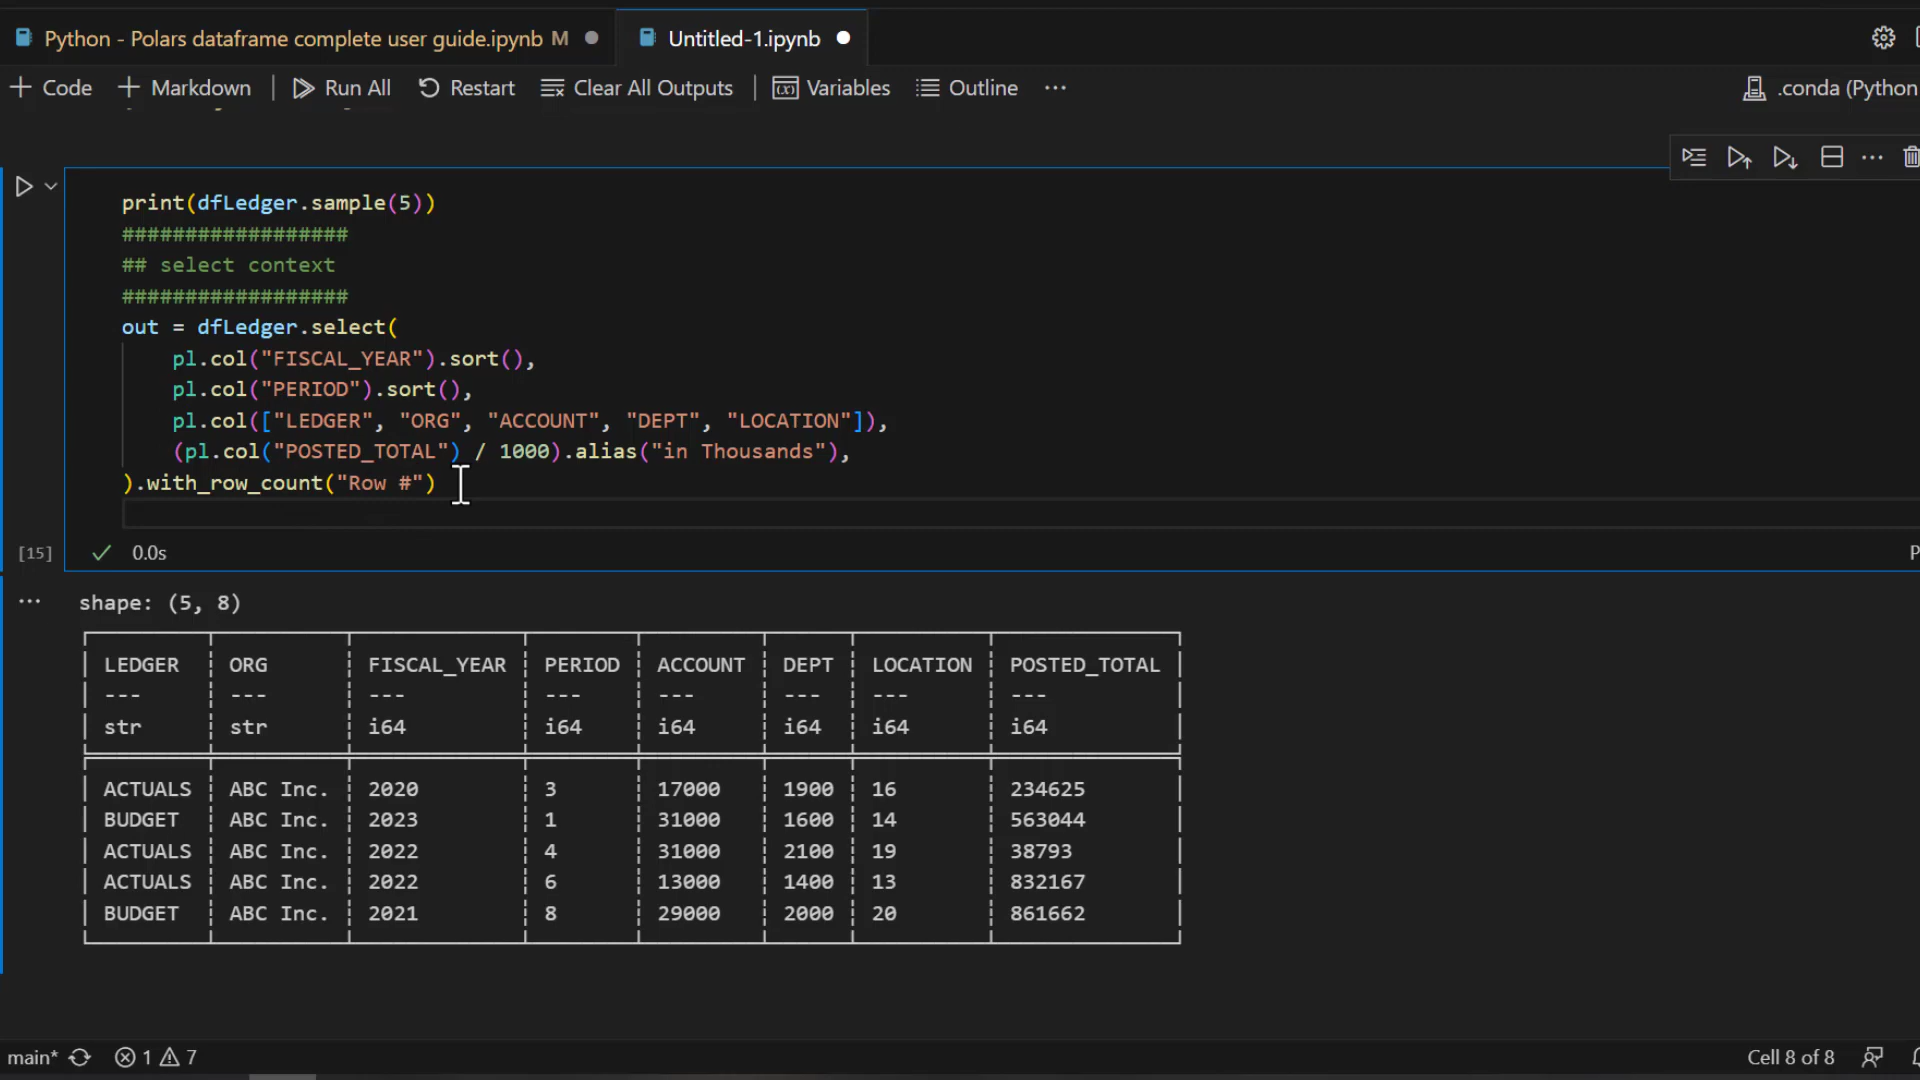 Python - Polars dataframe complete user guide.ipynb M
Untitled-1.ipynb
Code
Markdown
Run All
Restart
Clear All Outputs
Variables
Outline
...
.conda (Python
print(dfLedger.sample(5))
##################
## select context
##################
out = dfLedger.select(
    pl.col("FISCAL_YEAR").sort(),
    pl.col("PERIOD").sort(),
    pl.col(["LEDGER", "ORG", "ACCOUNT", "DEPT", "LOCATION"]),
    (pl.col("POSTED_TOTAL") / 1000).alias("in Thousands"),
).with_row_count("Row #")
[15] 0.0s P
shape: (5, 8)
LEDGER ORG FISCAL_YEAR PERIOD ACCOUNT DEPT LOCATION POSTED_TOTAL
--- --- --- --- --- --- --- ---
str str i64 i64 i64 i64 i64 i64
ACTUALS ABC Inc. 2020 3 17000 1900 16 234625
BUDGET ABC Inc. 2023 1 31000 1600 14 563044
ACTUALS ABC Inc. 2022 4 31000 2100 19 38793
ACTUALS ABC Inc. 2022 6 13000 1400 13 832167
BUDGET ABC Inc. 2021 8 29000 2000 20 861662
main* 1 7
Cell 8 of 8